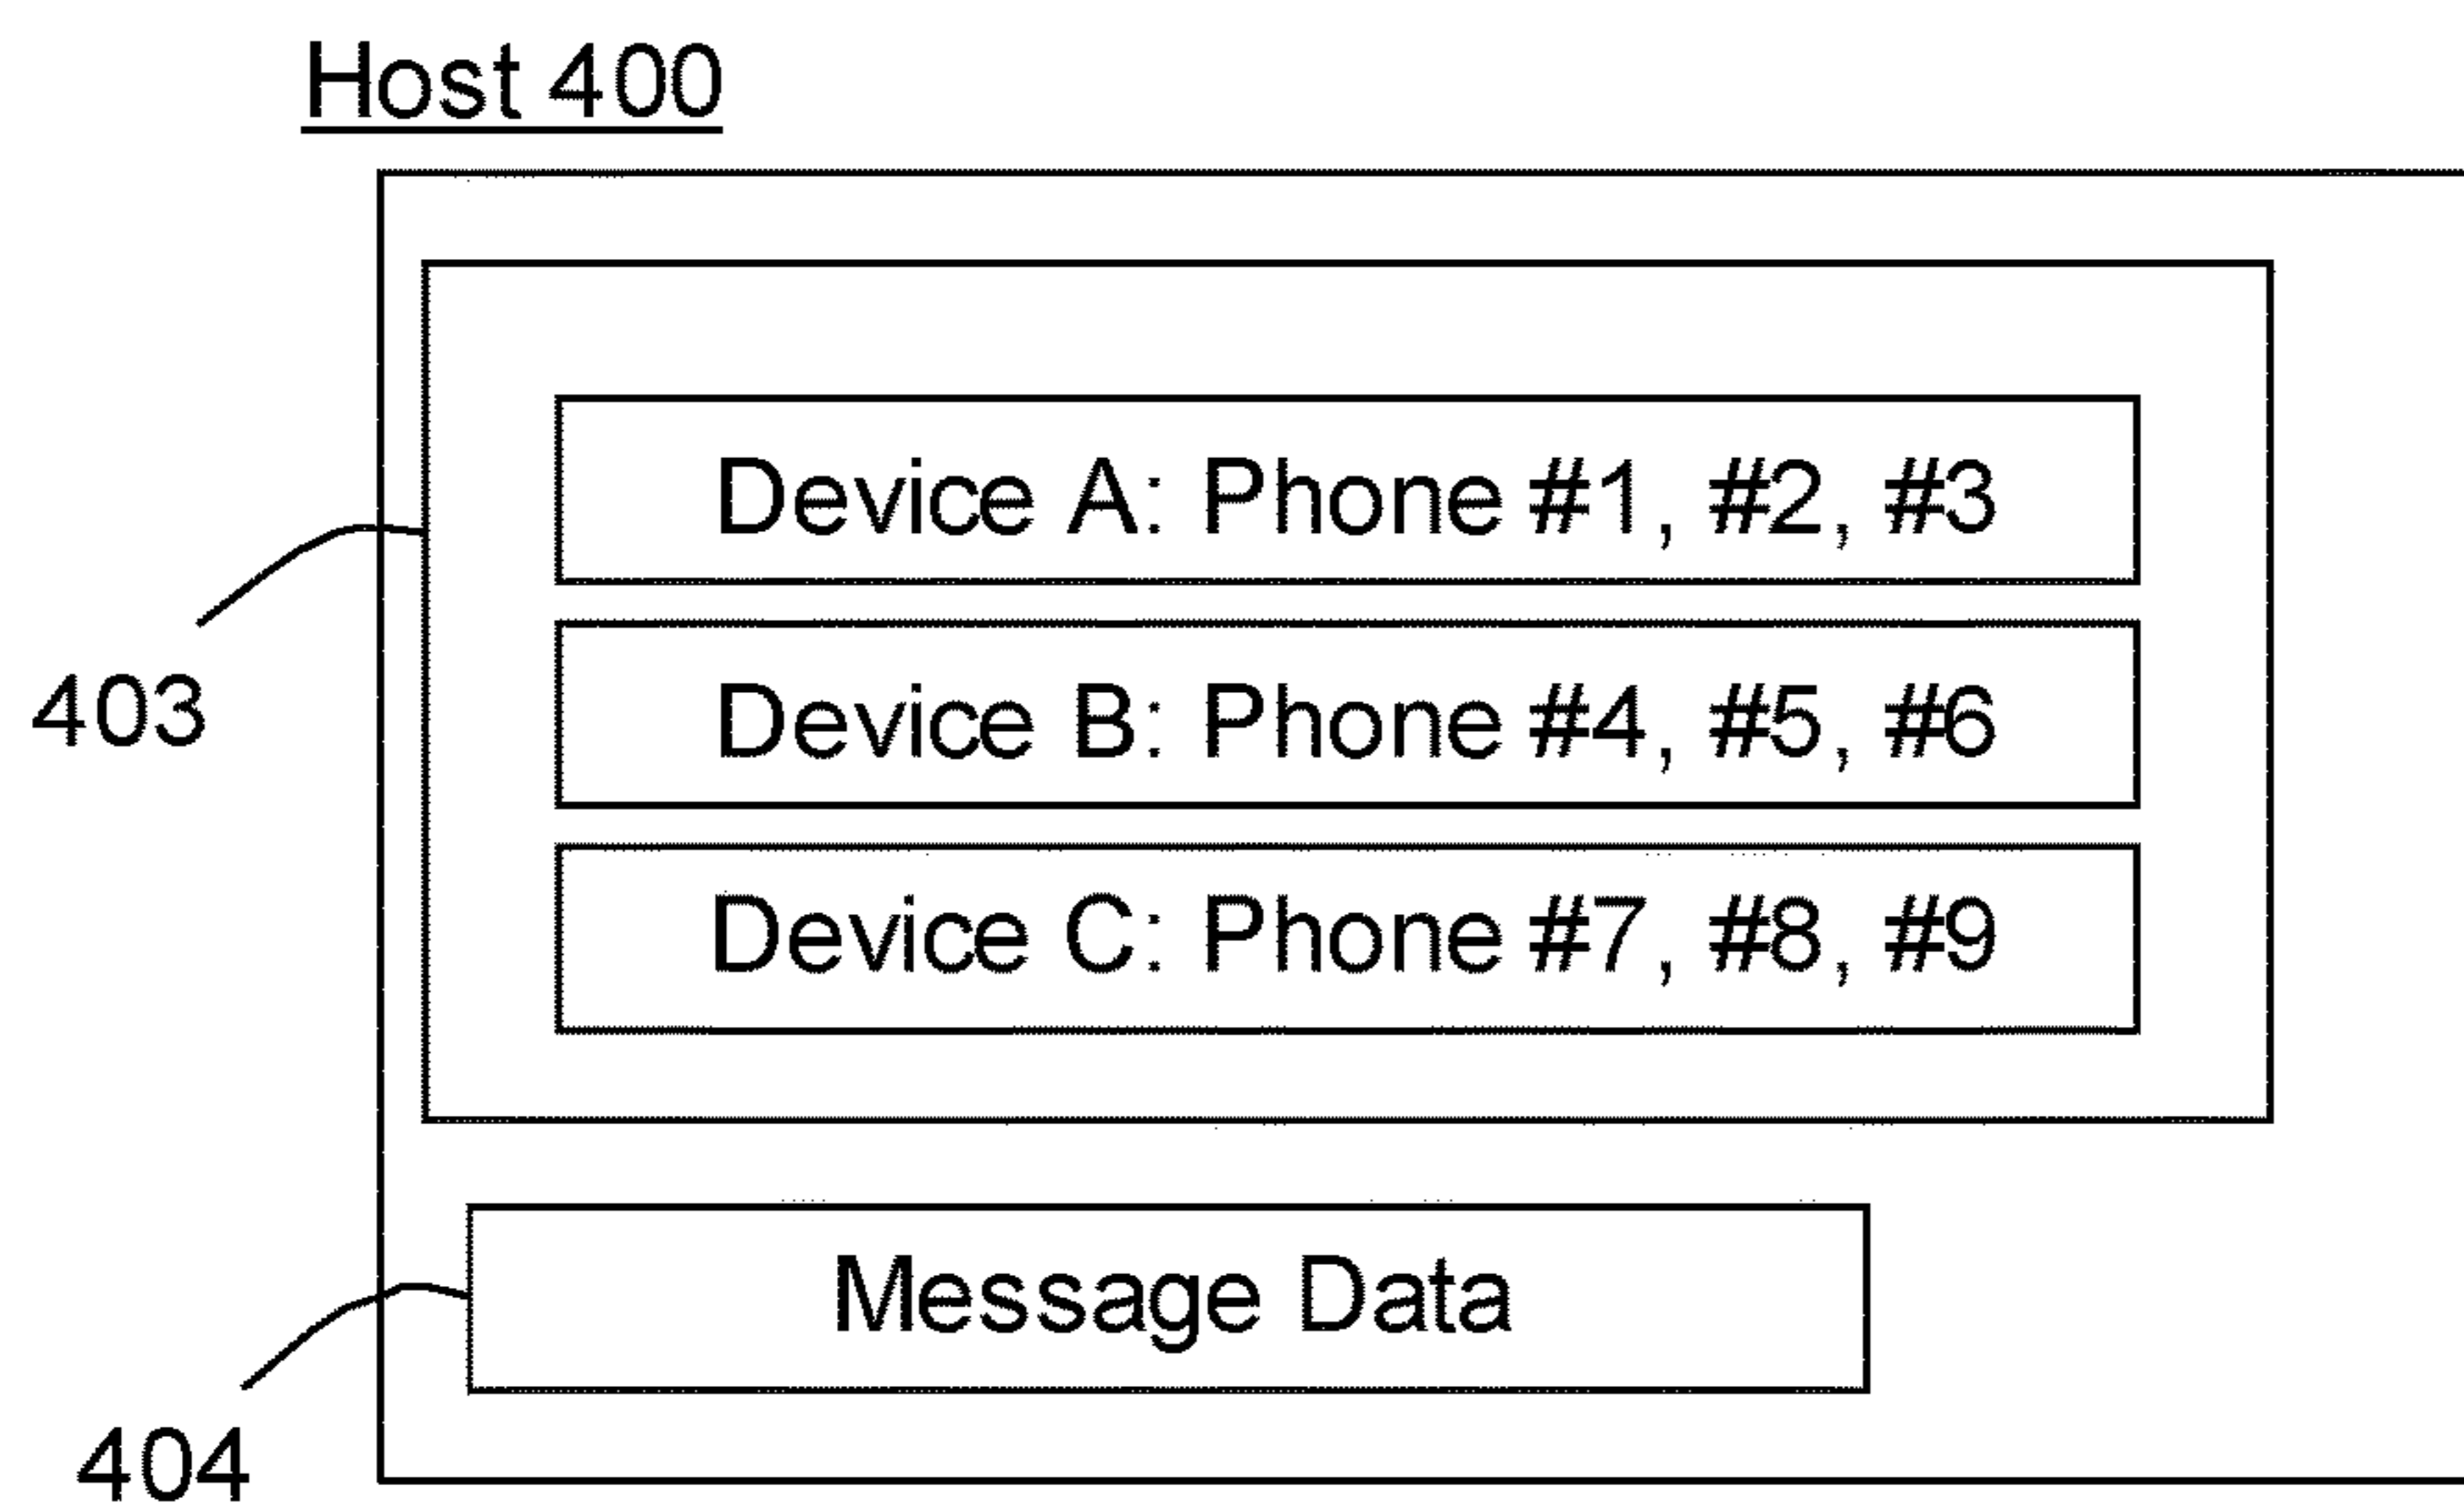 Host 400
Device A: Phone #1, #2, #3
403
Device B: Phone #4, #5, #6
Device C: Phone #7, #8, #9
Message Data
404